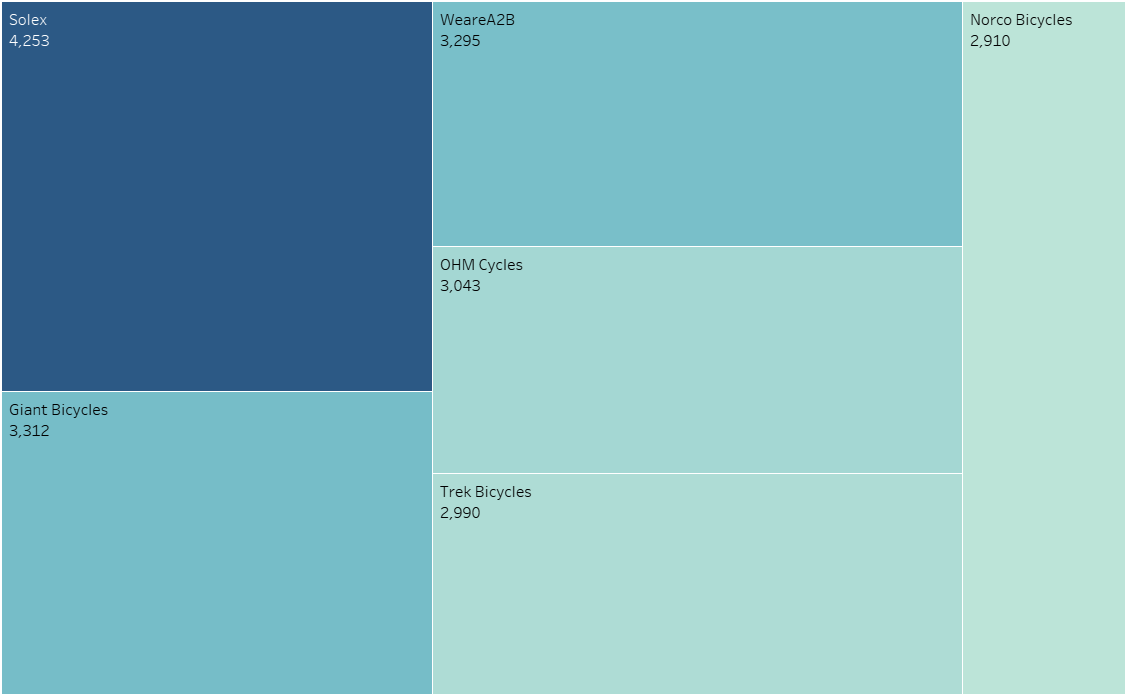 Solex
4,253
Giant Bicycles
3,312
WeareA2B
3,295
OHM Cycles
3,043
Trek Bicycles
2,990
Norco Bicycles
2,910